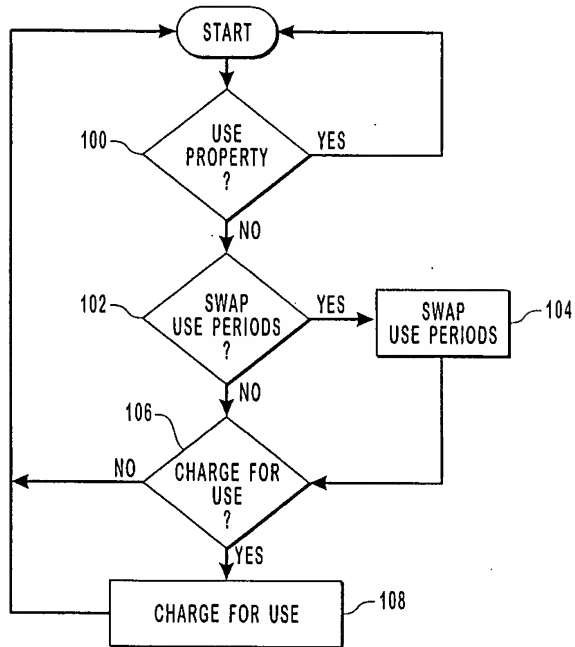 START
100
USE
PROPERTY
?
YES
NO
102
SWAP
USE PERIODS
?
YES
SWAP
USE PERIODS
104
NO
106
NO
CHARGE FOR
USE
?
YES
CHARGE FOR USE
108